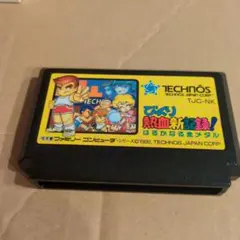 TECHNOS
TECHNOS JAPAN CORP.
TJC-NK
びっくり
熱血新記録!
はるかなる金メダル
ファミリー コンピュータ
©1992, TECHNOS JAPAN CORP.